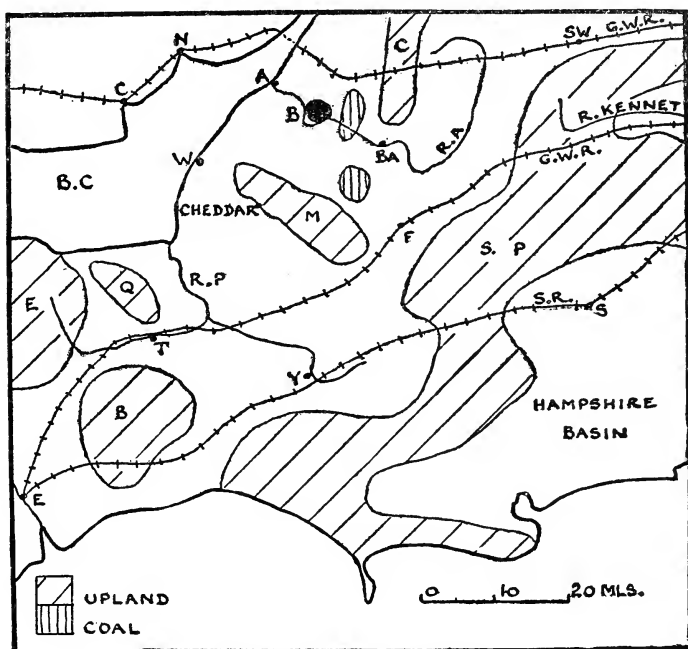 N
SW G.W.R.
C
C
A
B
R. KENNET
BA
R.A
G.W.R.
W
B.C
CHEDDAR
M
F
S. P
R.P
E
Q
S.R.
S
T
Y
B
HAMPSHIRE
BASIN
E
UPLAND
COAL
0 10 20 MLS.